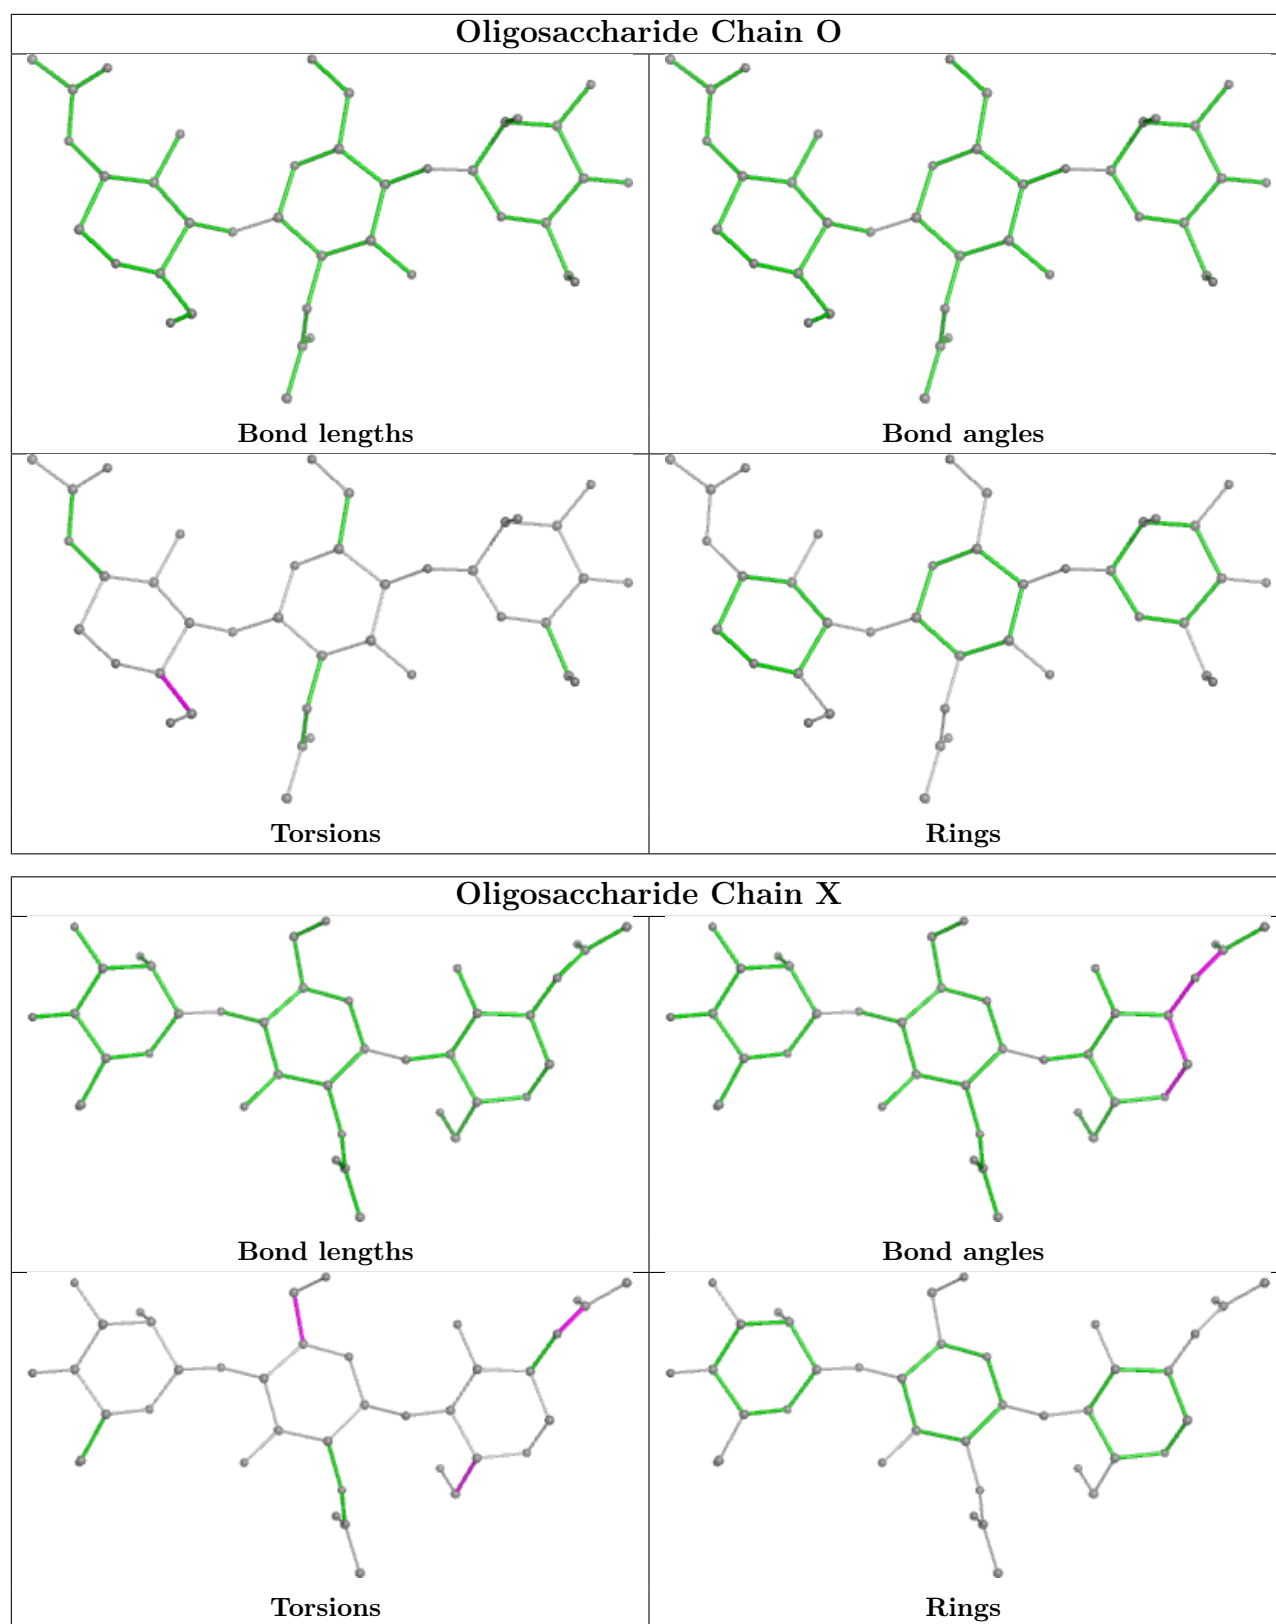 Oligosaccharide Chain O
Bond lengths
Bond angles
Torsions
Rings
Oligosaccharide Chain X
Bond lengths
Bond angles
Torsions
Rings